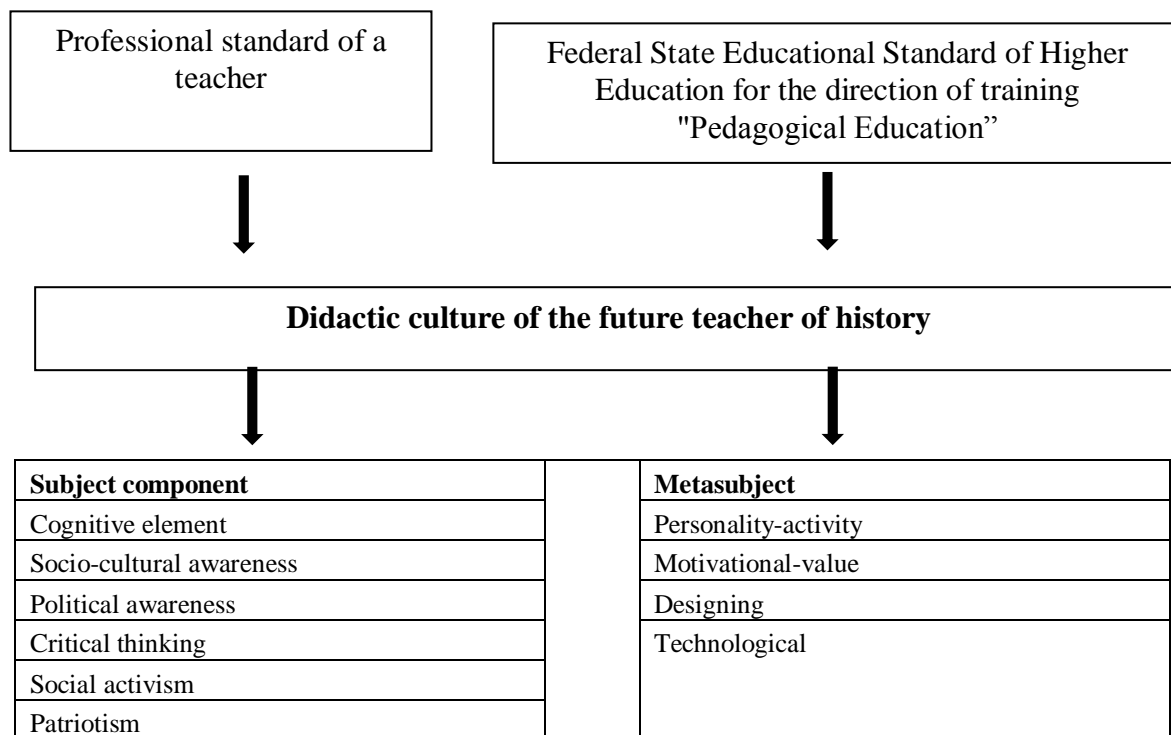 Professional standard of a
teacher
Federal State Educational Standard of Higher
Education for the direction of training
"Pedagogical Education”
Didactic culture of the future teacher of history
Subject component
Cognitive element
Socio-cultural awareness
Political awareness
Critical thinking
Social activism
Patriotism
Metasubject
Personality-activity
Motivational-value
Designing
Technological